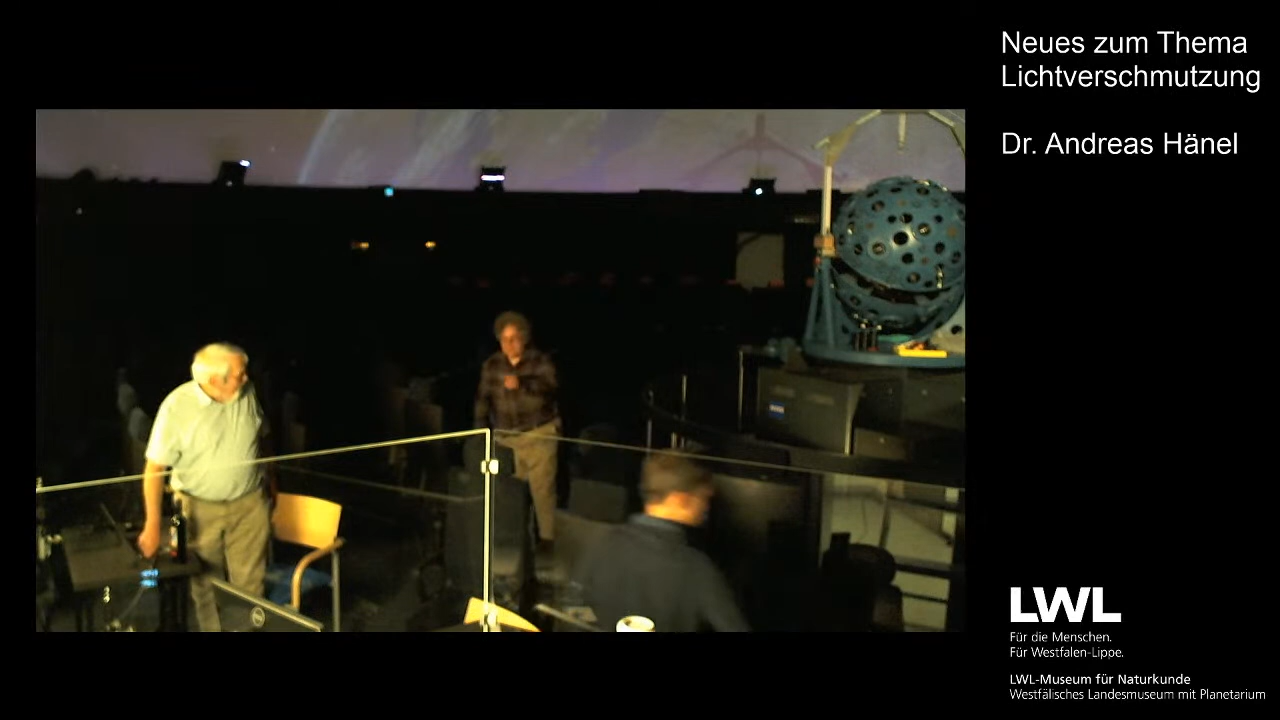 Neues zum Thema
Lichtverschmutzung
Dr. Andreas Hänel
LWL
Für die Menschen.
Für Westfalen-Lippe.
LWL-Museum für Naturkunde
Westfälisches Landesmuseum mit Planetarium